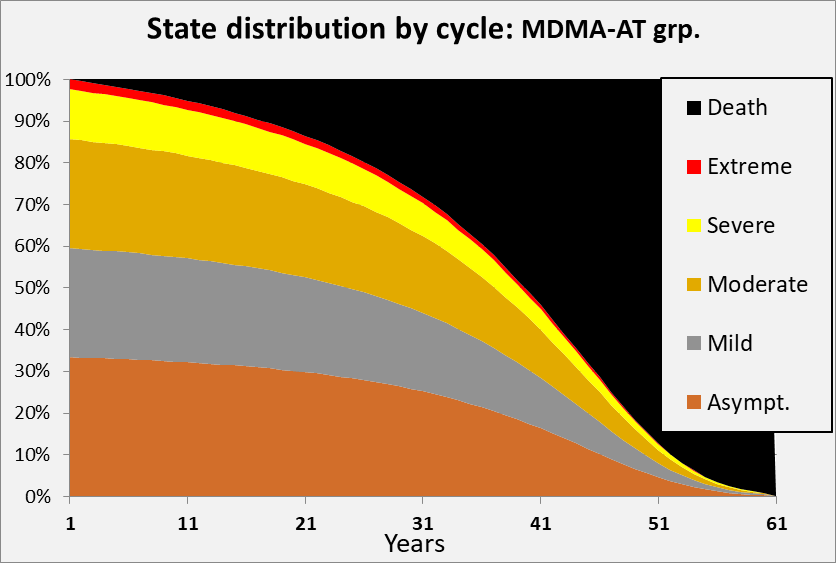 State distribution by cycle: MDMA-AT grp.
100%
90%
80%
70%
60%
50%
40%
30%
20%
10%
0%
Death
Extreme
Severe
Moderate
Mild
Asympt.
1 11 21 31 41 51 61
Years